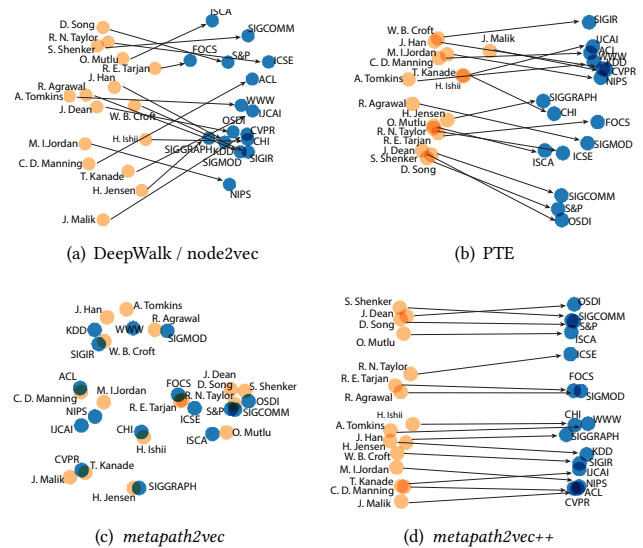 ISCA
D. Song
R. N. Taylor
SIGCOMM
S. Shenker
FOCS
S&P
ICSE
O. Mutlu
R. E. Tarjan
J. Han
ACL
R. Agrawal
A. Tomkins
WWW
J. Dean
W. B. Croft
IJCAI
OSDI
CVPR
H. Ishii
CHI
M. I.Jordan
SIGGRAPH
KDD
SIGMOD
SIGIR
C. D. Manning
T. Kanade
NIPS
H. Jensen
J. Malik
(a) DeepWalk / node2vec
W. B. Croft
SIGIR
J. Han
J. Malik
IJCAI
M. I.Jordan
ACL
C. D. Manning
KDD
T. Kanade
CVPR
A. Tomkins
H. Ishii
NIPS
R. Agrawal
SIGGRAPH
H. Jensen
CHI
O. Mutlu
FOCS
R. N. Taylor
R. E. Tarjan
SIGMOD
J. Dean
ISCA
ICSE
S. Shenker
D. Song
SIGCOMM
S&P
OSDI
(b) PTE
J. Han
A. Tomkins
R. Agrawal
KDD
WWW
SIGMOD
SIGIR
W. B. Croft
ACL
J. Dean
FOCS
D. Song
S. Shenker
C. D. Manning
M. I.Jordan
R. N. Taylor
OSDI
R. E. Tarjan
NIPS
S&P
SIGCOMM
ICSE
IJCAI
CHI
ISCA
O. Mutlu
H. Ishii
CVPR
T. Kanade
J. Malik
SIGGRAPH
H. Jensen
(c) metapath2vec
S. Shenker
OSDI
J. Dean
SIGCOMM
D. Song
S&P
O. Mutlu
ISCA
ICSE
R. N. Taylor
R. E. Tarjan
FOCS
R. Agrawal
SIGMOD
H. Ishii
CHI
WWW
A. Tomkins
J. Han
SIGGRAPH
H. Jensen
W. B. Croft
KDD
SIGIR
M. I.Jordan
IJCAI
T. Kanade
NIPS
C. D. Manning
ACL
J. Malik
CVPR
(d) metapath2vec++